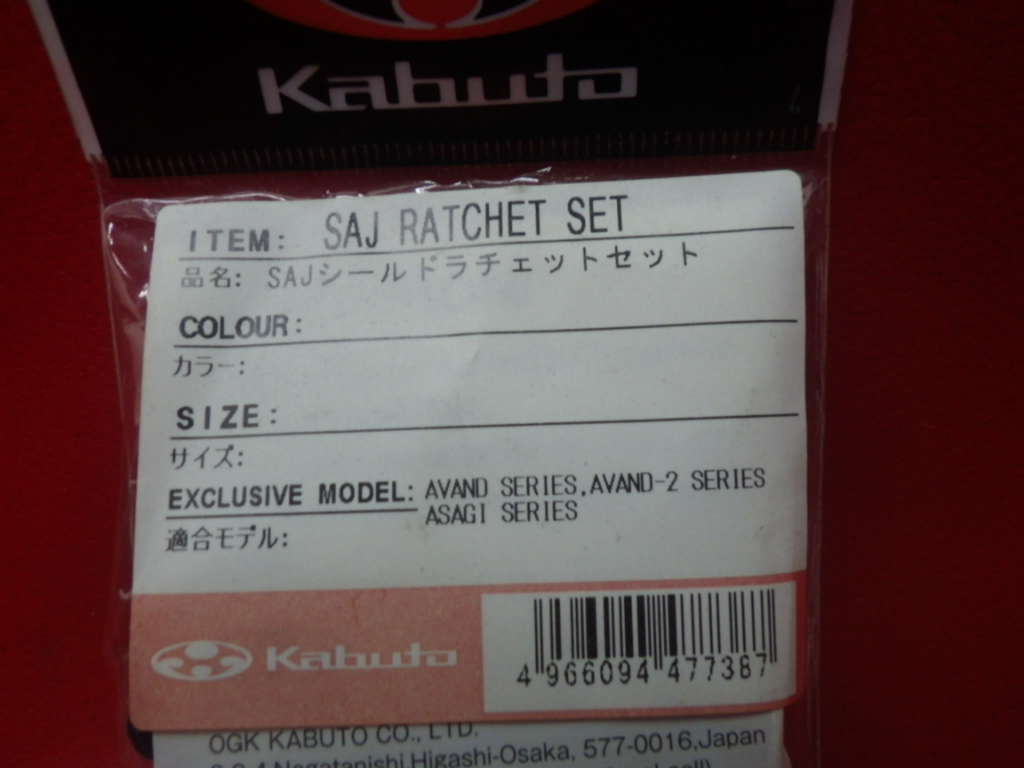 Kabuto
ITEM: SAJ RATCHET SET
品名: SAJシールドラチェットセット
COLOUR:
カラー:
SIZE:
サイズ:
EXCLUSIVE MODEL: AVAND SERIES,AVAND-2 SERIES
ASAGI SERIES
適合モデル:
Kabuto
4 966094 477387
OGK KABUTO CO., LTD.
Nagatanishi Higashi-Osaka, 577-0016,Japan